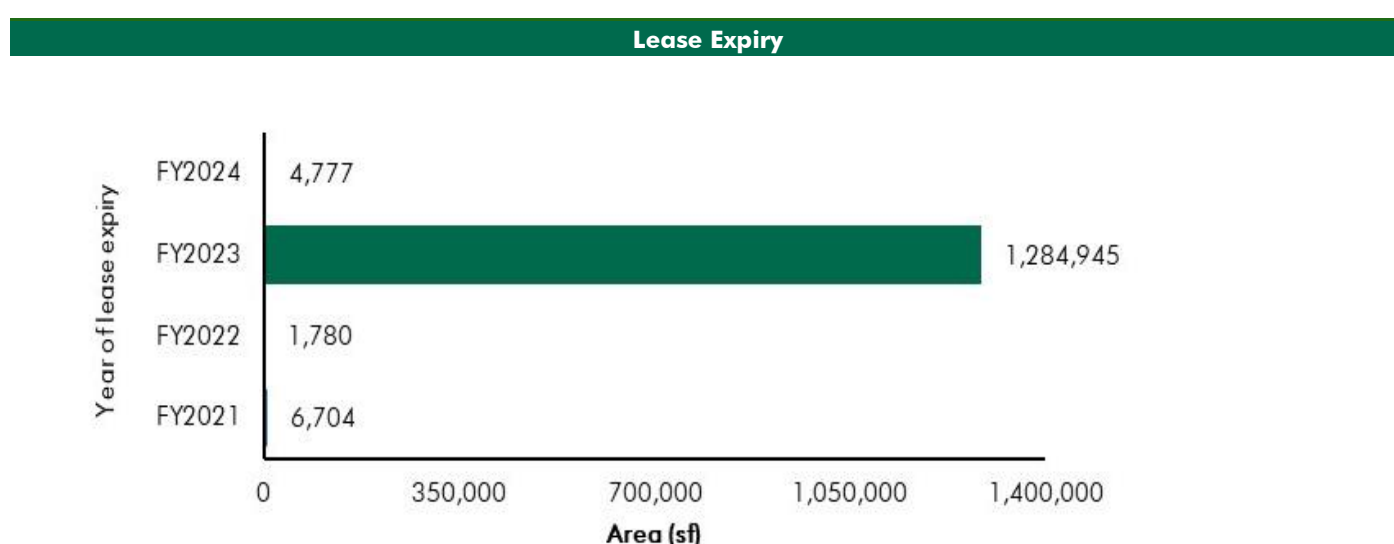 Lease Expiry
Year of lease expiry
FY2024 4,777
FY2023 1,284,945
FY2022 1,780
FY2021 6,704
0 350,000 700,000 1,050,000 1,400,000
Area (sf)